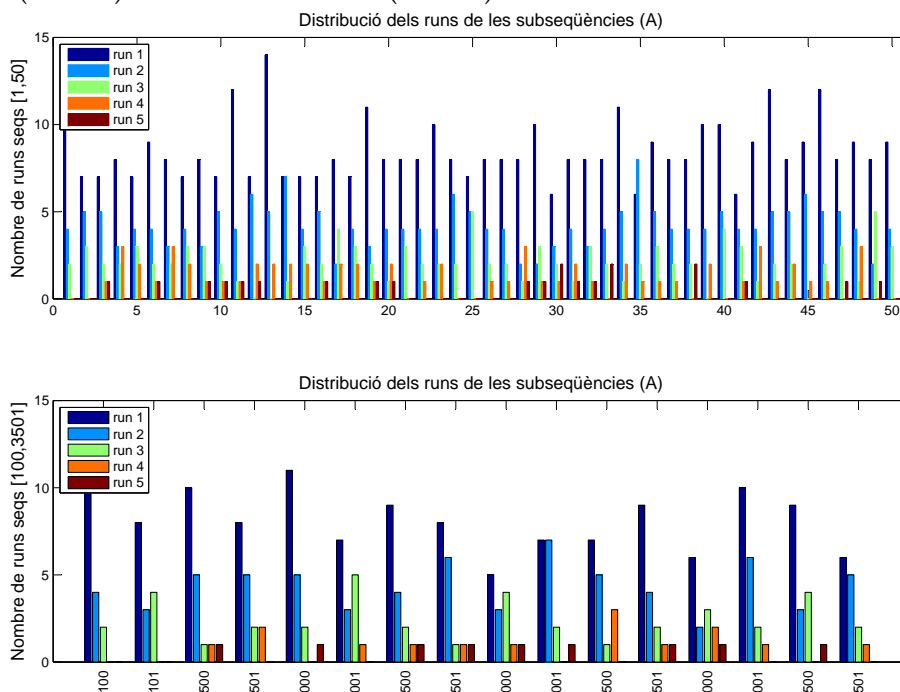 Distribució dels runs de les subseqüències (A)
Nombre de runs seqs [1,50]
15
10
5
0
run 1
run 2
run 3
run 4
run 5
0 5 10 15 20 25 30 35 40 45 50
Distribució dels runs de les subseqüències (A)
Nombre de runs seqs [100,3501]
15
10
5
0
run 1
run 2
run 3
run 4
run 5
100 101 500 501 000 001 500 501 000 001 500 501 000 001 500 501